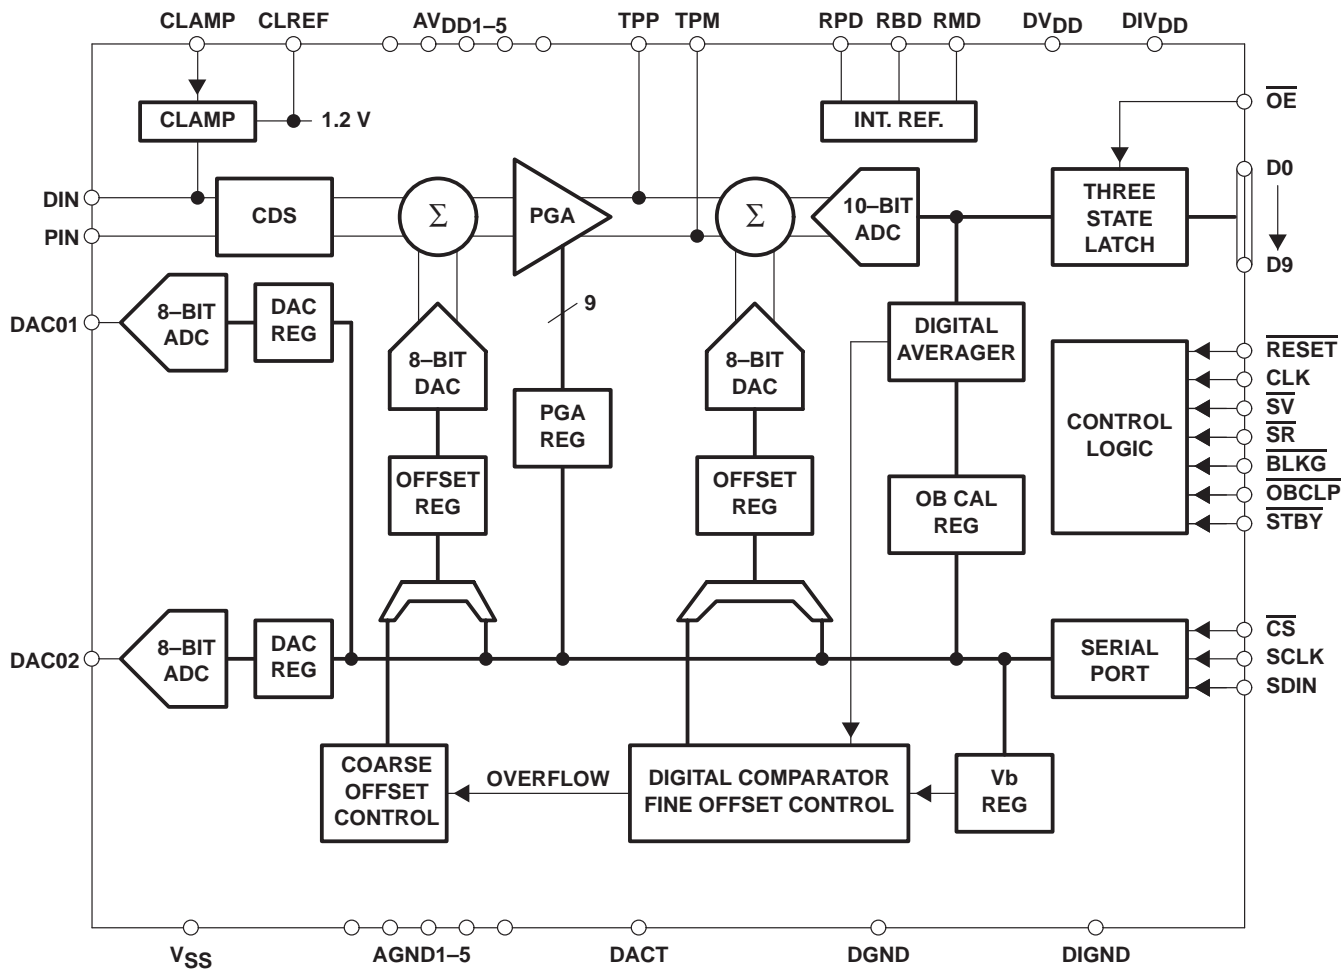 CLAMP CLREF AVDD1–5 TPP TPM RPD RBD RMD DVDD DIVDD
CLAMP
1.2 V
INT. REF.
OE
DIN
PIN
CDS
Σ
PGA
Σ
10–BIT
ADC
THREE
STATE
LATCH
D0
D9
DAC01
8–BIT
ADC
DAC
REG
8–BIT
DAC
9
8–BIT
DAC
DIGITAL
AVERAGER
PGA
REG
OFFSET
REG
OFFSET
REG
OB CAL
REG
CONTROL
LOGIC
RESET
CLK
SV
SR
BLKG
OBCLP
STBY
DAC02
8–BIT
ADC
DAC
REG
SERIAL
PORT
CS
SCLK
SDIN
COARSE
OFFSET
CONTROL
OVERFLOW
DIGITAL COMPARATOR
FINE OFFSET CONTROL
Vb
REG
VSS AGND1–5 DACT DGND DIGND